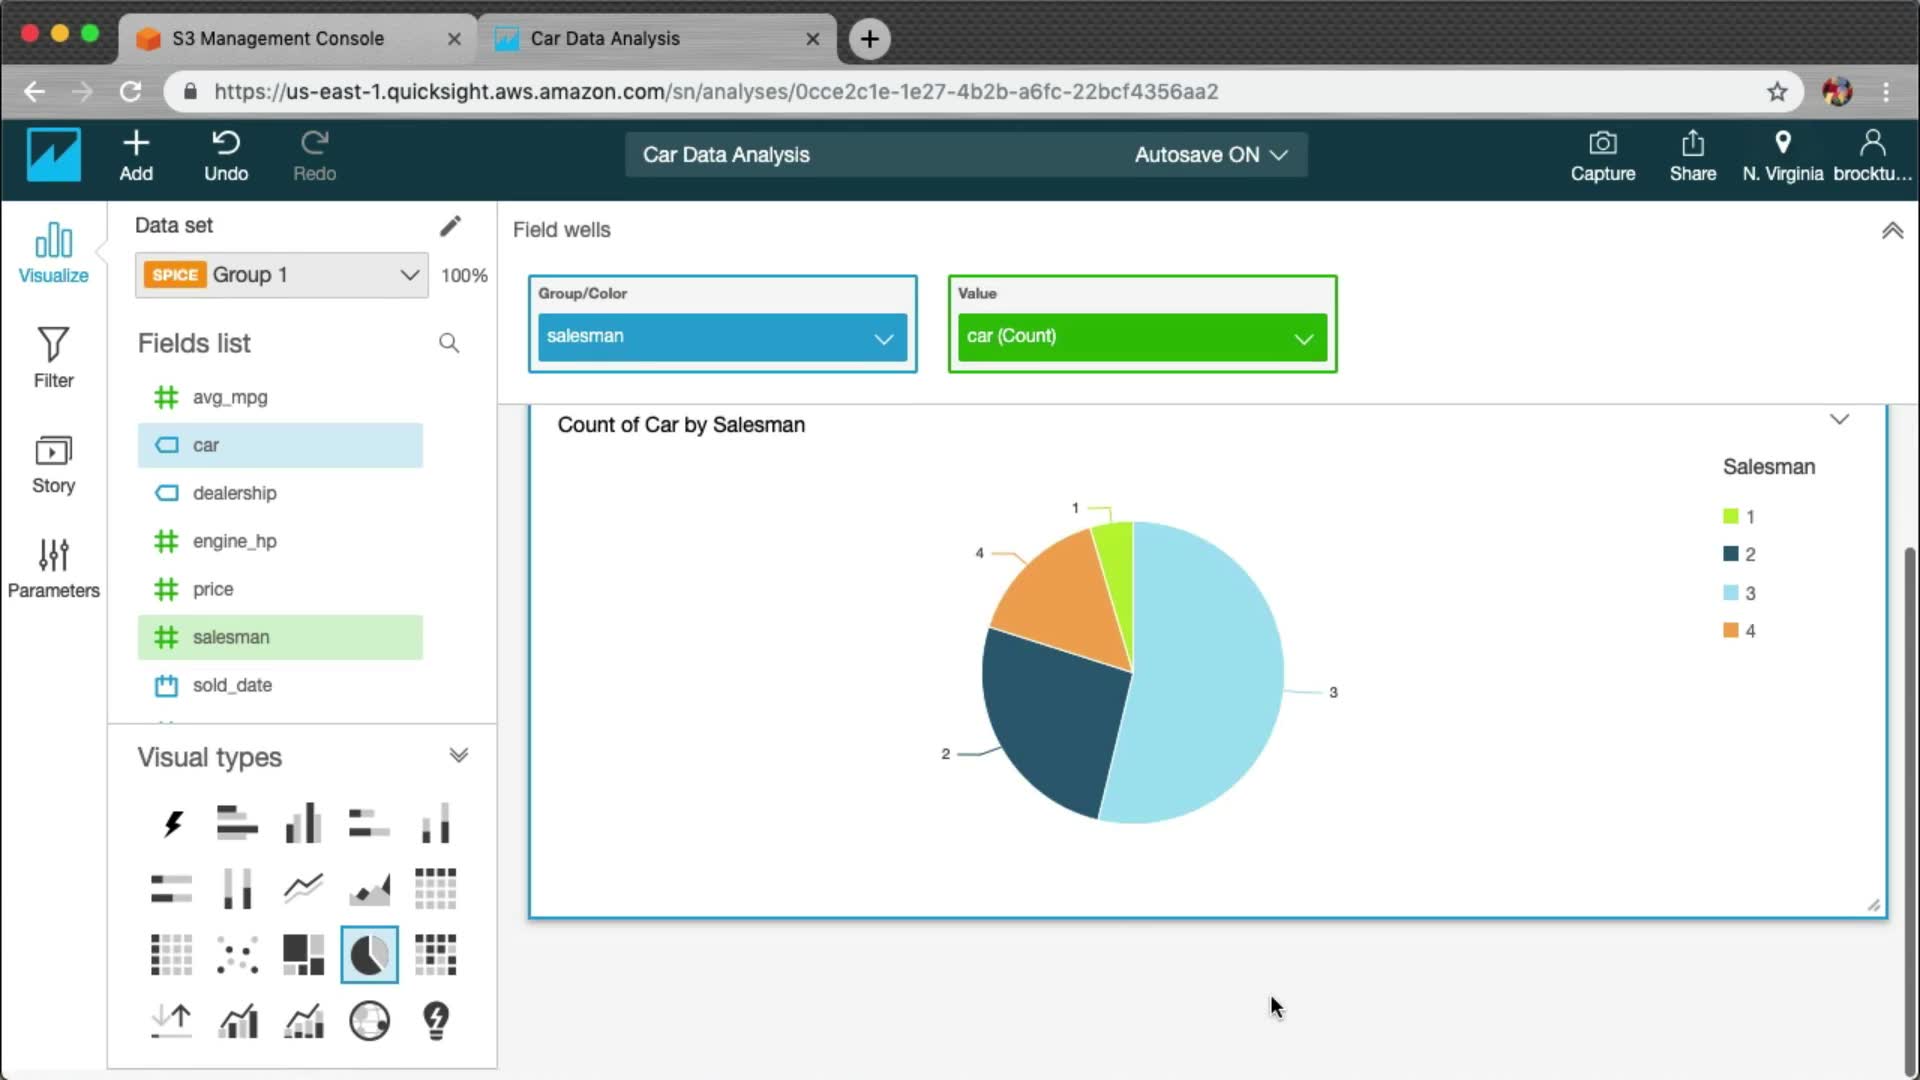 S3 Management Console
Car Data Analysis
https://us-east-1.quicksight.aws.amazon.com/sn/analyses/0cce2c1e-1e27-4b2b-a6fc-22bcf4356aa2
Add
Undo
Redo
Car Data Analysis
Autosave ON
Capture
Share
N. Virginia
brocktu...
Visualize
Filter
Story
Parameters
Data set
SPICE Group 1
100%
Fields list
avg_mpg
car
dealership
engine_hp
price
salesman
sold_date
Visual types
Field wells
Group/Color
salesman
Value
car (Count)
Count of Car by Salesman
1
4
3
2
Salesman
1
2
3
4